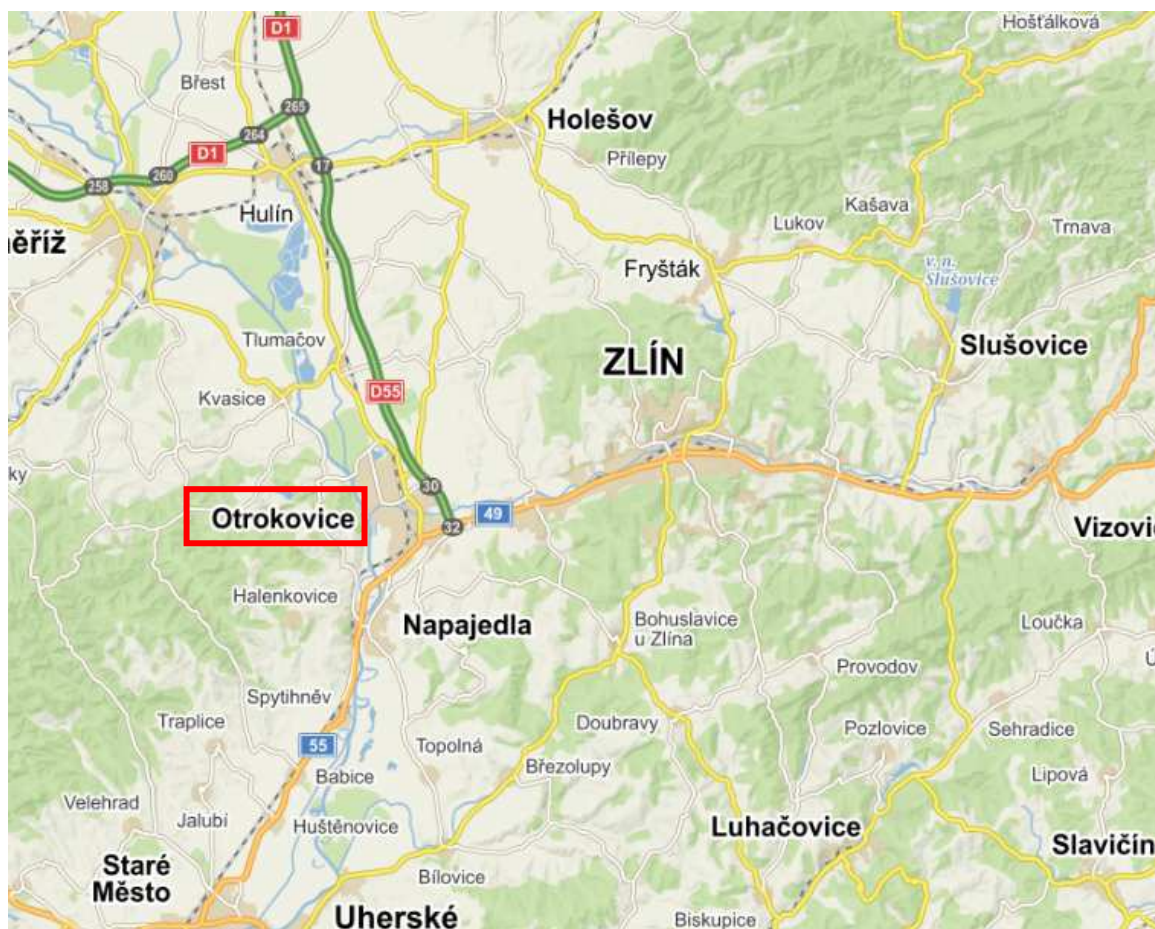 D1
Hošťálková
Břest
265
264
Holešov
D1
17
Přílepy
260
258
Kašava
Hulín
Lukov
Trnava
ěříž
Fryšták
v. n.
Slušovice
Tlumačov
ZLÍN
Slušovice
D55
Kvasice
ky
30
Otrokovice
49
32
Vizovi
Halenkovice
Napajedla
Bohuslavice
u Zlína
Loučka
Ú
Provodov
Spytihněv
Traplice
Doubravy
Pozlovice
Sehradice
55
Topolná
Babice
Březolupy
Lipová
Velehrad
Jalubí
Huštěnovice
Luhačovice
Staré
Město
Slavičín
Bílovice
Uherské
Biskupice